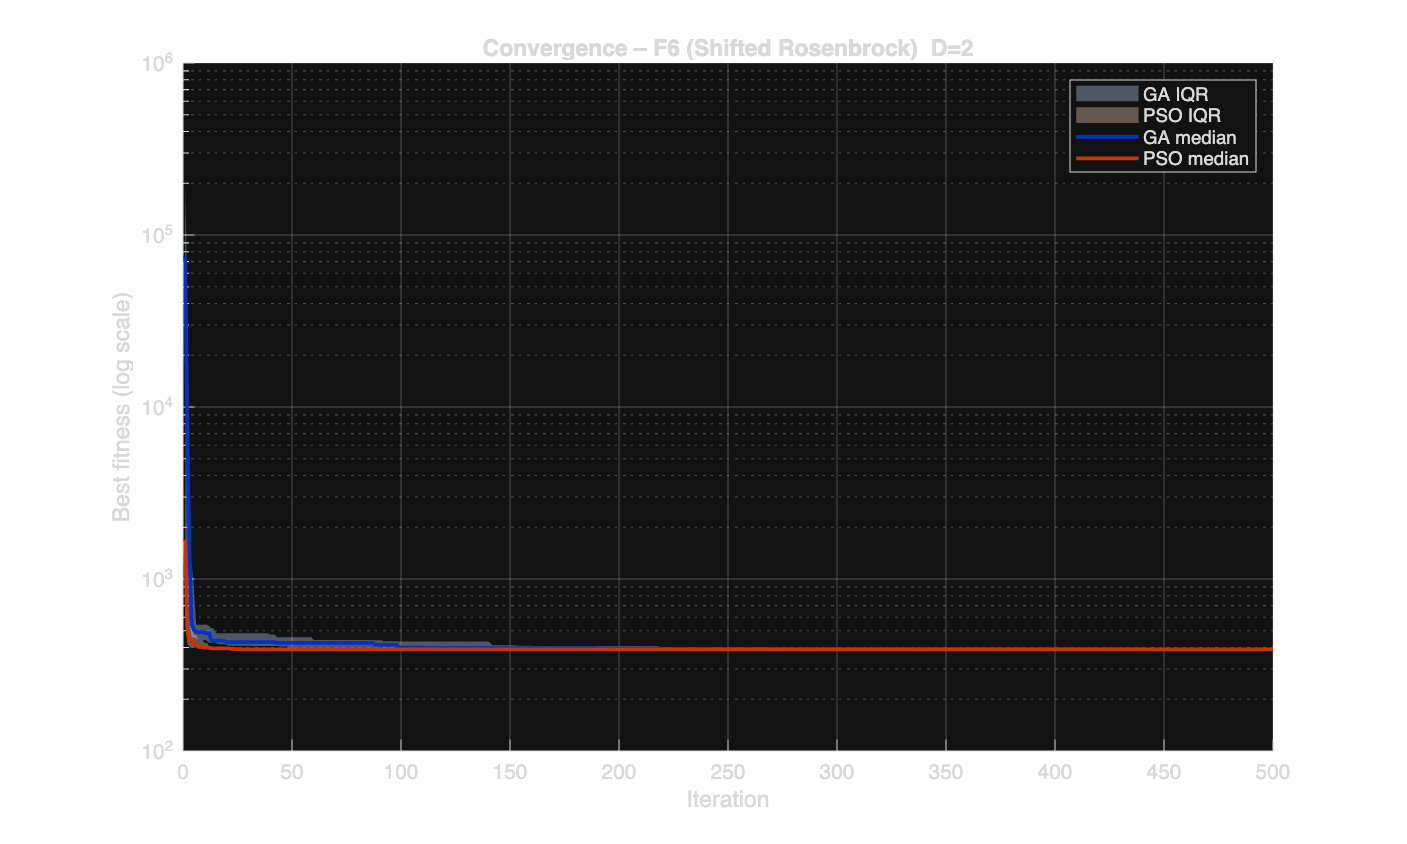 Convergence – F6 (Shifted Rosenbrock)  D=2
10^6
10^5
10^4
10^3
10^2
Best fitness (log scale)
GA IQR
PSO IQR
GA median
PSO median
0 50 100 150 200 250 300 350 400 450 500
Iteration